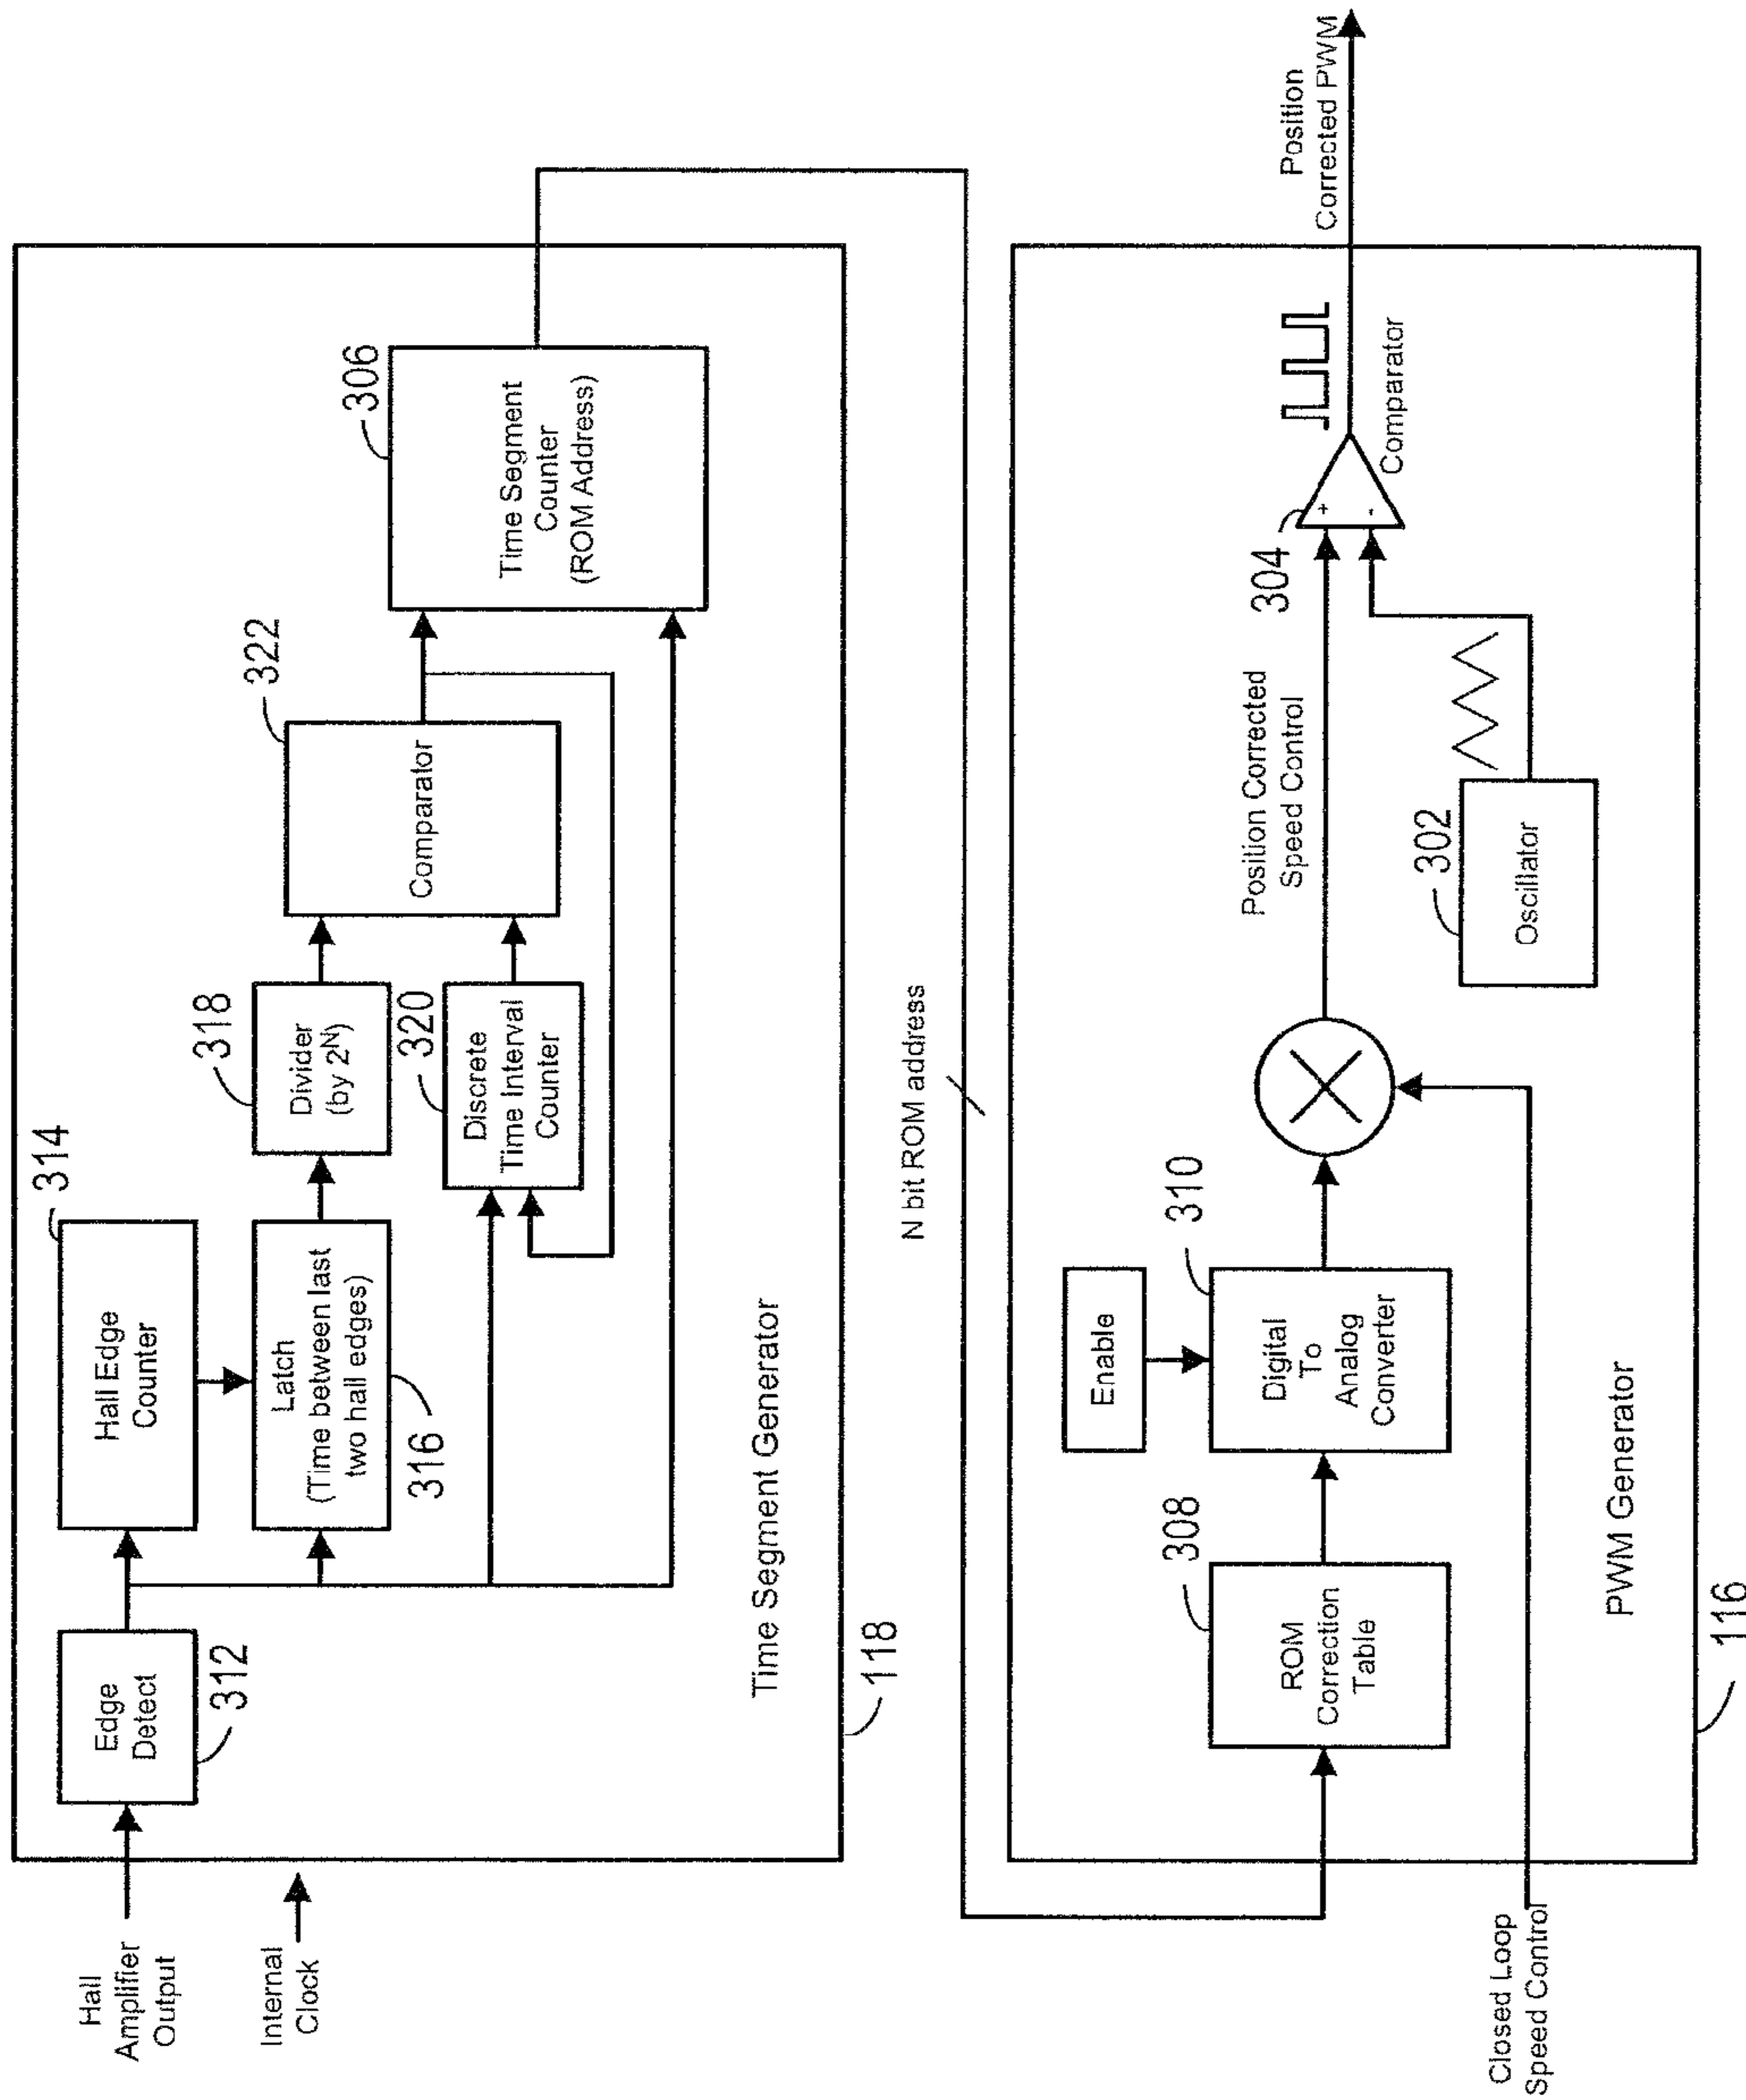 Hall
Amplifier
Output
Internal
Clock
Edge
Detect
312
314
Hall Edge
Counter
Latch
(Time between last
two hall edges)
316
318
Divider
(by 2^N)
320
Discrete
Time Interval
Counter
322
Comparator
306
Time Segment
Counter
(ROM Address)
Time Segment Generator
118
N bit ROM address
Closed Loop
Speed Control
308
ROM
Correction
Table
Enable
310
Digital
To
Analog
Converter
Position Corrected
Speed Control
302
Oscillator
304
+
-
Comparator
Position
Corrected PWM
PWM Generator
116